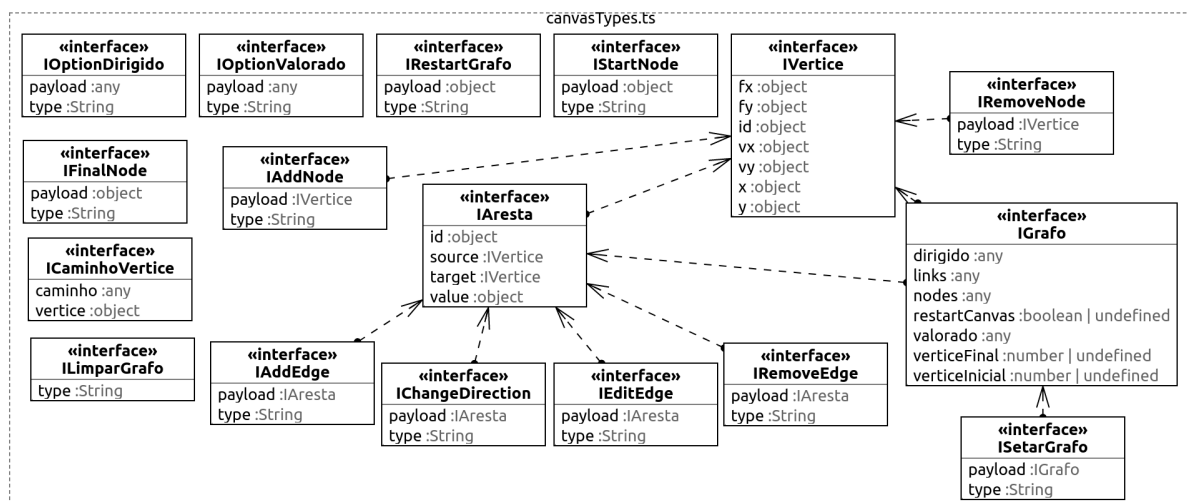 canvasTypes.ts
«interface»
IOptionDirigido
payload :any
type :String
«interface»
IOptionValorado
payload :any
type :String
«interface»
IRestartGrafo
payload :object
type :String
«interface»
IStartNode
payload :object
type :String
«interface»
IVertice
fx :object
fy :object
id :object
vx :object
vy :object
x :object
y :object
«interface»
IRemoveNode
payload :IVertice
type :String
«interface»
IFinalNode
payload :object
type :String
«interface»
IAddNode
payload :IVertice
type :String
«interface»
IAresta
id :object
source :IVertice
target :IVertice
value :object
«interface»
IGrafo
dirigido :any
links :any
nodes :any
restartCanvas :boolean | undefined
valorado :any
verticeFinal :number | undefined
verticeInicial :number | undefined
«interface»
ICaminhoVertice
caminho :any
vertice :object
«interface»
ILimparGrafo
type :String
«interface»
IAddEdge
payload :IAresta
type :String
«interface»
IChangeDirection
payload :IAresta
type :String
«interface»
IEditEdge
payload :IAresta
type :String
«interface»
IRemoveEdge
payload :IAresta
type :String
«interface»
ISetarGrafo
payload :IGrafo
type :String